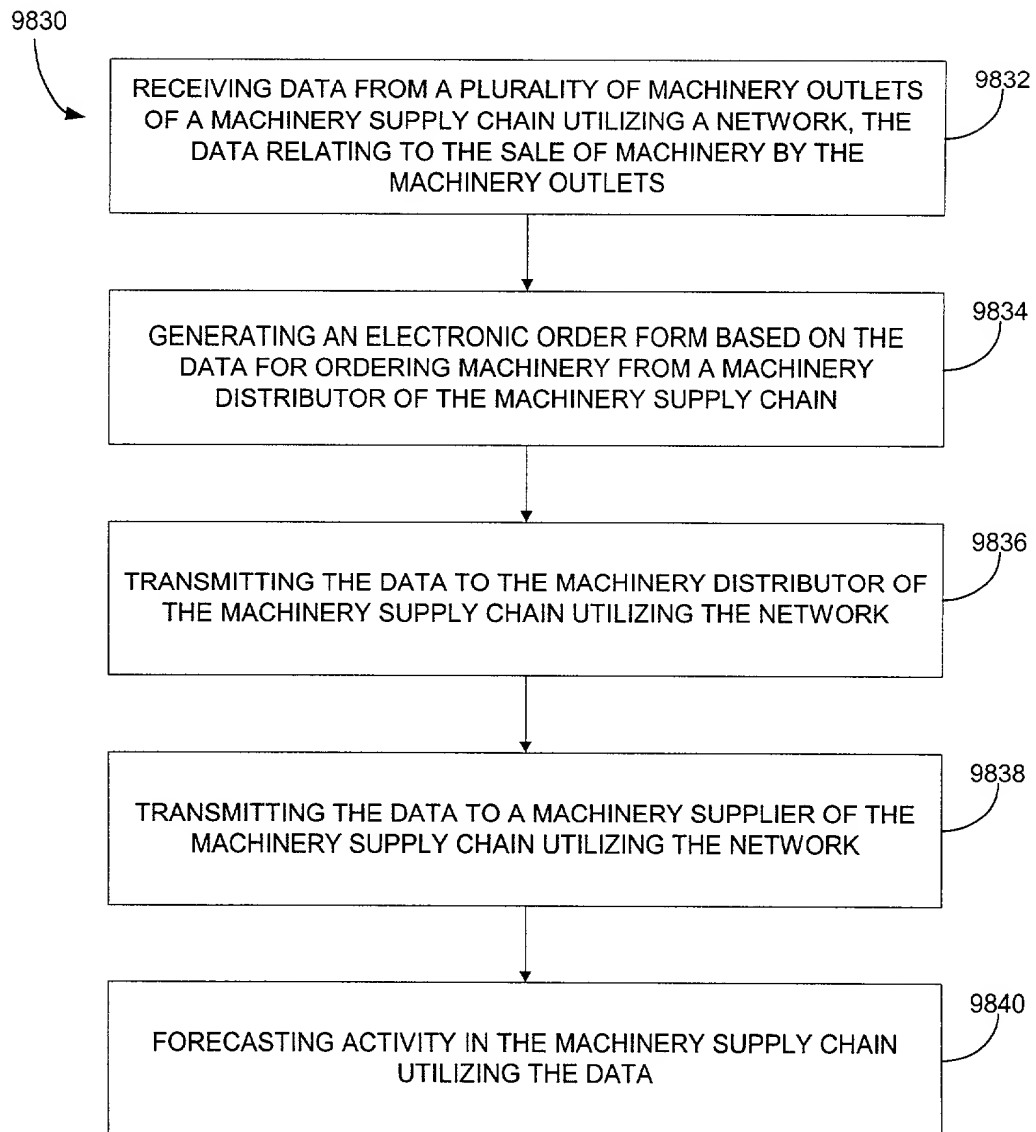 9830
9832
RECEIVING DATA FROM A PLURALITY OF MACHINERY OUTLETS
OF A MACHINERY SUPPLY CHAIN UTILIZING A NETWORK, THE
DATA RELATING TO THE SALE OF MACHINERY BY THE
MACHINERY OUTLETS
9834
GENERATING AN ELECTRONIC ORDER FORM BASED ON THE
DATA FOR ORDERING MACHINERY FROM A MACHINERY
DISTRIBUTOR OF THE MACHINERY SUPPLY CHAIN
9836
TRANSMITTING THE DATA TO THE MACHINERY DISTRIBUTOR OF
THE MACHINERY SUPPLY CHAIN UTILIZING THE NETWORK
9838
TRANSMITTING THE DATA TO A MACHINERY SUPPLIER OF THE
MACHINERY SUPPLY CHAIN UTILIZING THE NETWORK
9840
FORECASTING ACTIVITY IN THE MACHINERY SUPPLY CHAIN
UTILIZING THE DATA